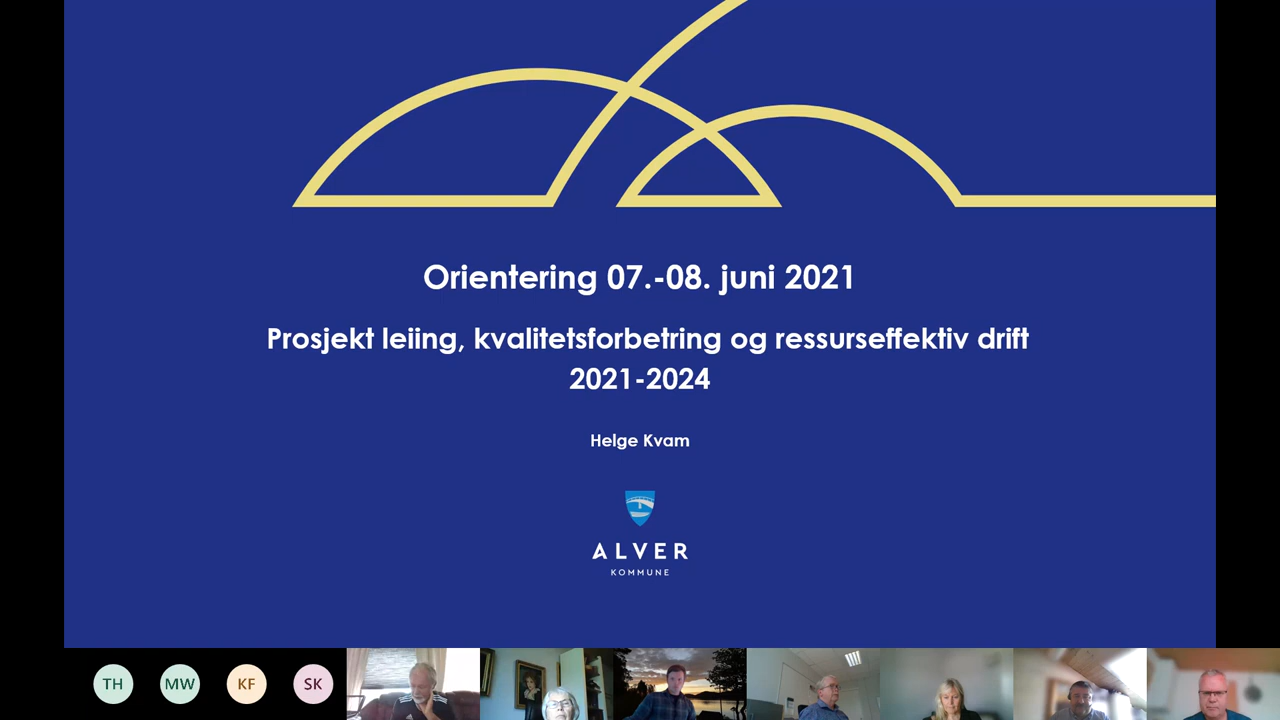 Orientering 07.-08. juni 2021
Prosjekt leiing, kvalitetsforbetring og ressurseffektiv drift
2021-2024
Helge Kvam
ALVER
KOMMUNE
TH MW KF SK